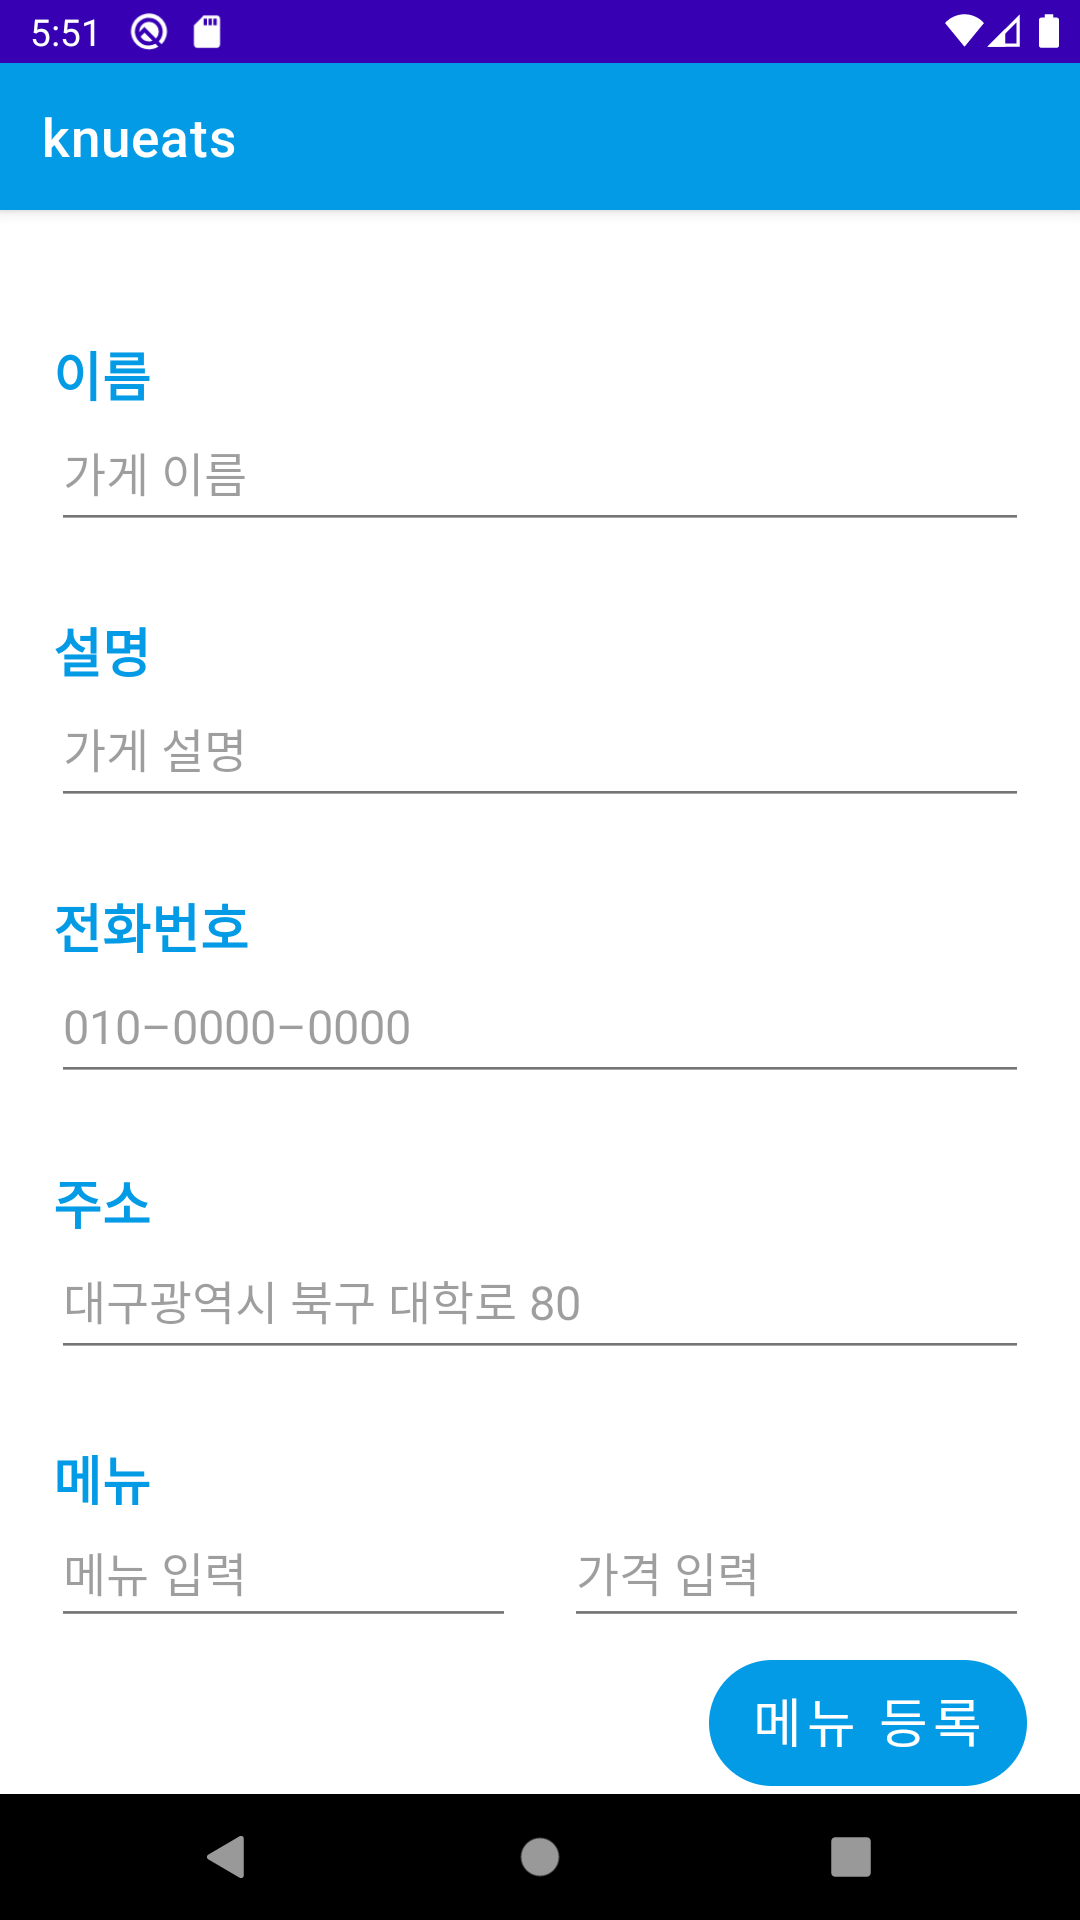 5:51
knueats
이름
가게 이름
설명
가게 설명
전화번호
010-0000-0000
주소
대구광역시 북구 대학로 80
메뉴
메뉴 입력 가격 입력
메뉴 등록